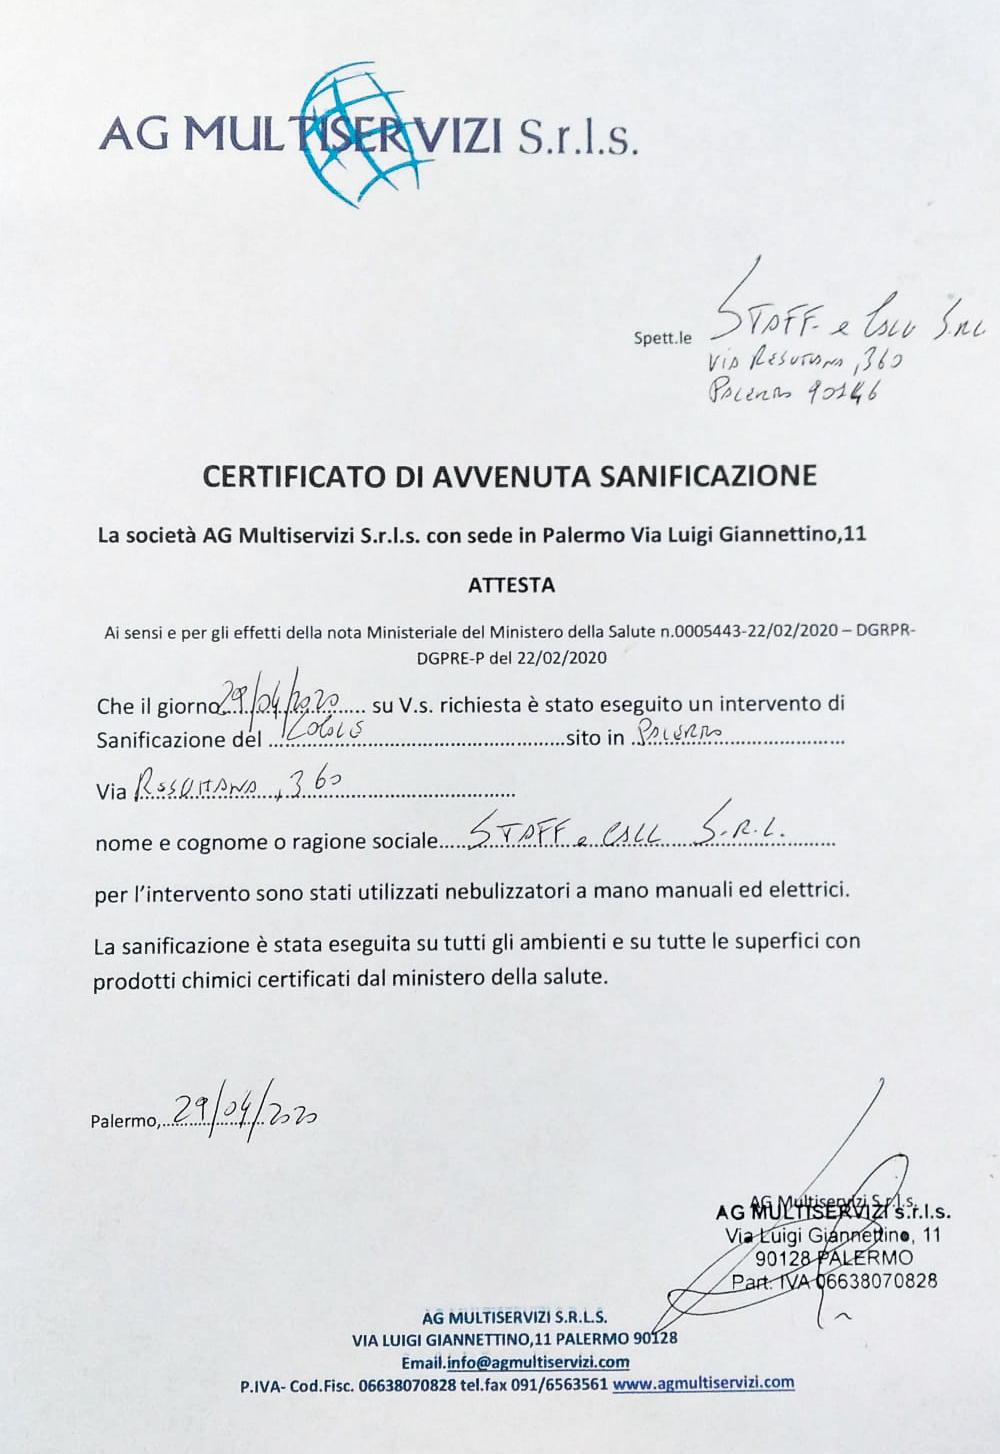 AG MULTISERVIZI S.r.l.s.
Spett.le STAFF e CALL S.RL
VIA RESUTTANA, 360
PALERMO 90146
CERTIFICATO DI AVVENUTA SANIFICAZIONE
La società AG Multiservizi S.r.l.s. con sede in Palermo Via Luigi Giannettino,11
ATTESTA
Ai sensi e per gli effetti della nota Ministeriale del Ministero della Salute n.0005443-22/02/2020 – DGRPR-
DGPRE-P del 22/02/2020
Che il giorno 29/04/2020 su V.s. richiesta è stato eseguito un intervento di
Sanificazione del LOCALE sito in PALERMO
Via RESUTTANA, 360
nome e cognome o ragione sociale STAFF e CALL S.R.L.
per l'intervento sono stati utilizzati nebulizzatori a mano manuali ed elettrici.
La sanificazione è stata eseguita su tutti gli ambienti e su tutte le superfici con
prodotti chimici certificati dal ministero della salute.
Palermo, 29/04/2020
AG Multiservizi S.r.l.s.
AG MULTISERVIZI s.r.l.s.
Via Luigi Giannettino, 11
90128 PALERMO
Part. IVA 06638070828
AG MULTISERVIZI S.R.L.S.
VIA LUIGI GIANNETTINO,11 PALERMO 90128
Email.info@agmultiservizi.com
P.IVA- Cod.Fisc. 06638070828 tel.fax 091/6563561 www.agmultiservizi.com